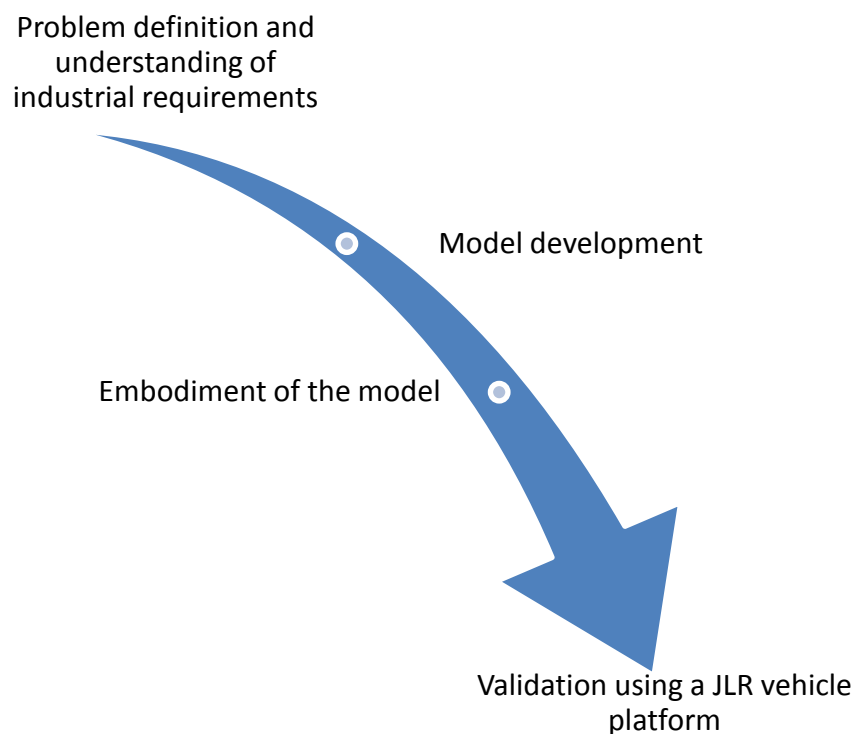 Problem definition and
understanding of
industrial requirements
Model development
Embodiment of the model
Validation using a JLR vehicle
platform